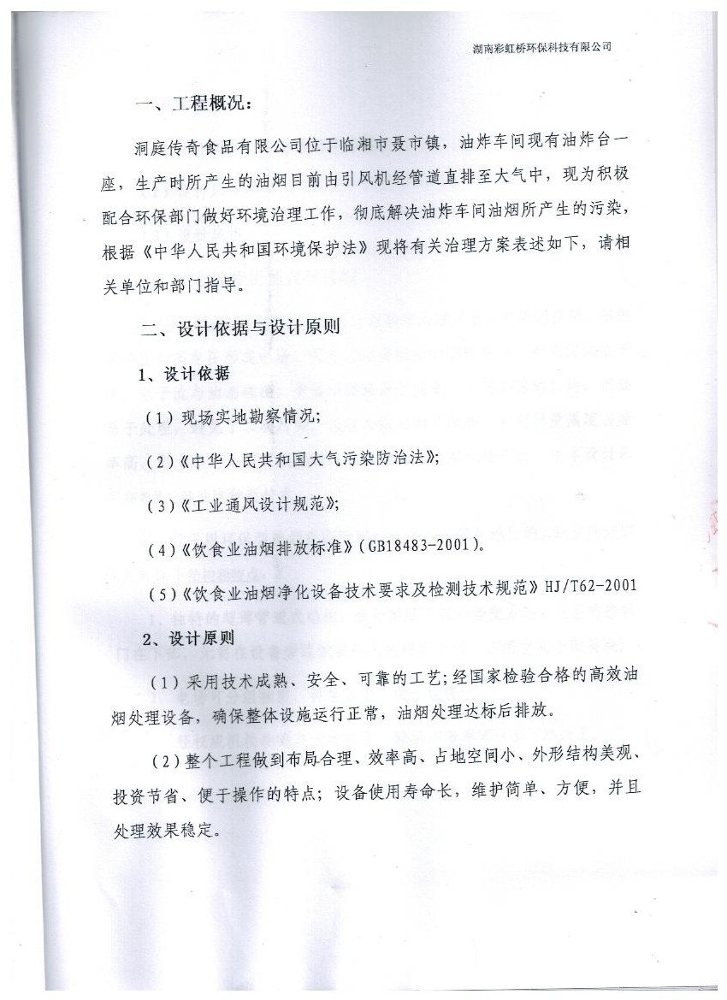 湖南彩虹桥环保科技有限公司
一、工程概况：
洞庭传奇食品有限公司位于临湘市聂市镇，油炸车间现有油炸台一
座，生产时所产生的油烟目前由引风机经管道直排至大气中，现为积极
配合环保部门做好环境治理工作，彻底解决油炸车间油烟所产生的污染，
根据《中华人民共和国环境保护法》现将有关治理方案表述如下，请相
关单位和部门指导。
二、设计依据与设计原则
1、设计依据
（1）现场实地勘察情况；
（2）《中华人民共和国大气污染防治法》；
（3）《工业通风设计规范》；
（4）《饮食业油烟排放标准》（GB18483-2001）。
（5）《饮食业油烟净化设备技术要求及检测技术规范》HJ/T62-2001
2、设计原则
（1）采用技术成熟、安全、可靠的工艺；经国家检验合格的高效油
烟处理设备，确保整体设施运行正常，油烟处理达标后排放。
（2）整个工程做到布局合理、效率高、占地空间小、外形结构美观、
投资节省、便于操作的特点；设备使用寿命长，维护简单、方便，并且
处理效果稳定。